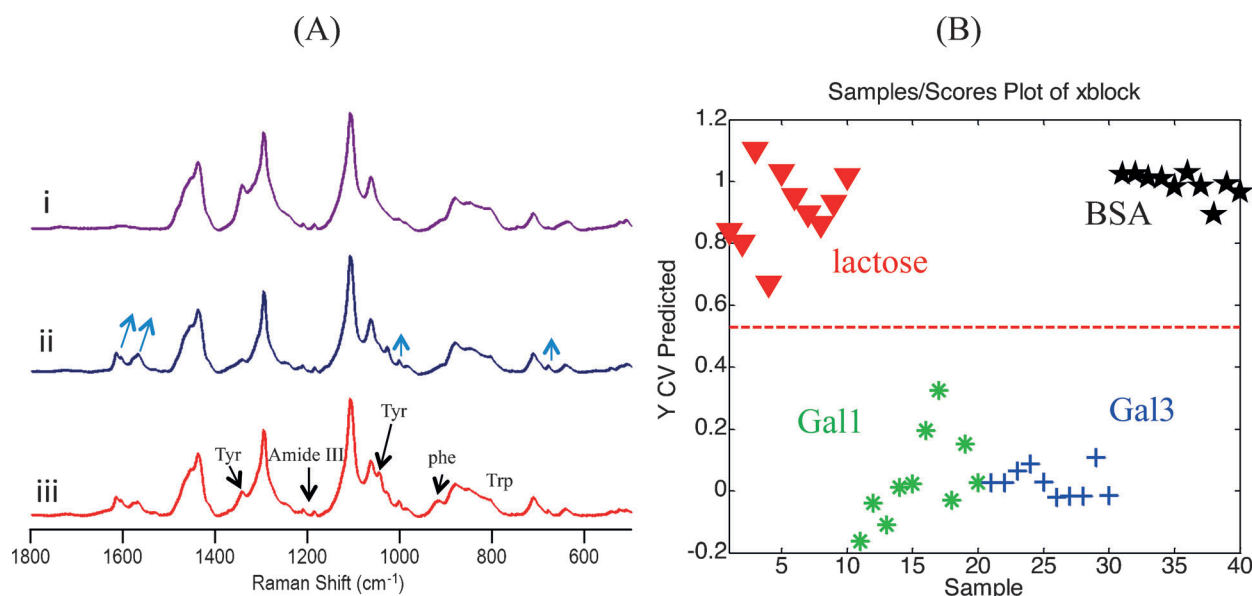 (A)
i
ii
iii
Tyr
Amide III
Tyr
phe
Trp
1800 1600 1400 1200 1000 800 600
Raman Shift (cm⁻¹)
(B)
Samples/Scores Plot of xblock
Y CV Predicted
1.2
1
0.8
0.6
0.4
0.2
0
-0.2
lactose
BSA
Gal1
Gal3
5 10 15 20 25 30 35 40
Sample